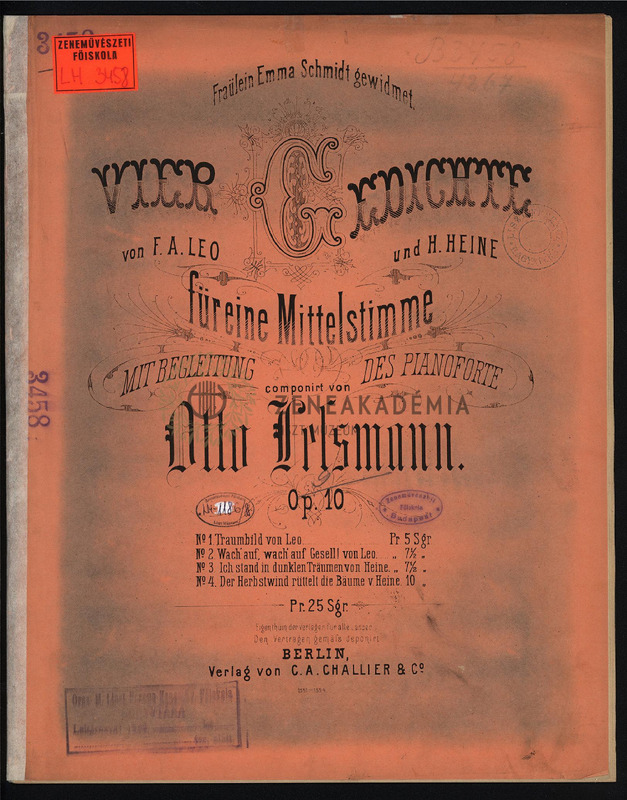 ZENEMŰVÉSZETI
FŐISKOLA
LH 3458
Fräulein Emma Schmidt gewidmet.
VIER GEDICHTE
von F. A. LEO und H. HEINE
für eine Mittelstimme
MIT BEGLEITUNG DES PIANOFORTE
componirt von
ZENEAKADÉMIA
Otto
Op. 10
3458
Zeneművészeti
Főiskola
Budapest
No 1 Traumbild von Leo. Pr 5 Sgr
No 2 Wach' auf, wach' auf Gesell! von Leo. „ 7½ „
No 3 Ich stand in dunklen Träumen von Heine. „ 7½ „
No 4. Der Herbstwind rüttelt die Bäume v Heine. 10 „
Pr. 25 Sgr.
Eigenthum der Verleger für alle Länder
Den Verträgen gemäß deponirt
BERLIN,
Verlag von C. A. CHALLIER & Co.